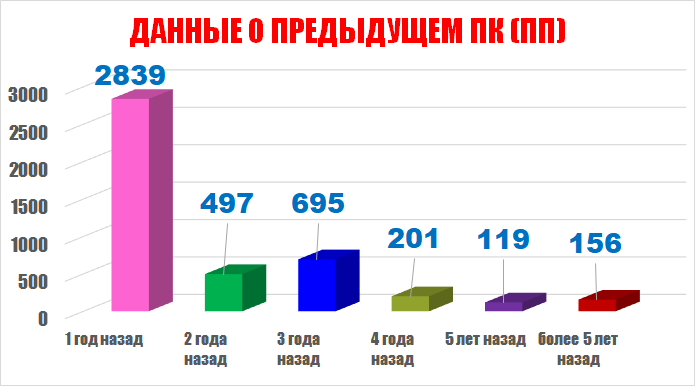 ДАННЫЕ О ПРЕДЫДУЩЕМ ПК (ПП)
2839
3000
2500
2000
1500
1000
500
0
497
695
201
119
156
1 год назад
2 года
назад
3 года
назад
4 года
назад
5 лет назад
более 5 лет
назад